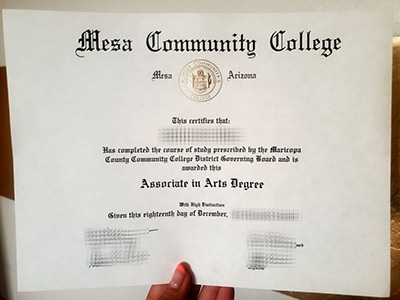 Mesa Community College
Mesa Arizona
This certifies that:
Has completed the course of study prescribed by the Maricopa
County Community College District Governing Board and is
awarded this
Associate in Arts Degree
With High Distinction
Given this eighteenth day of December,